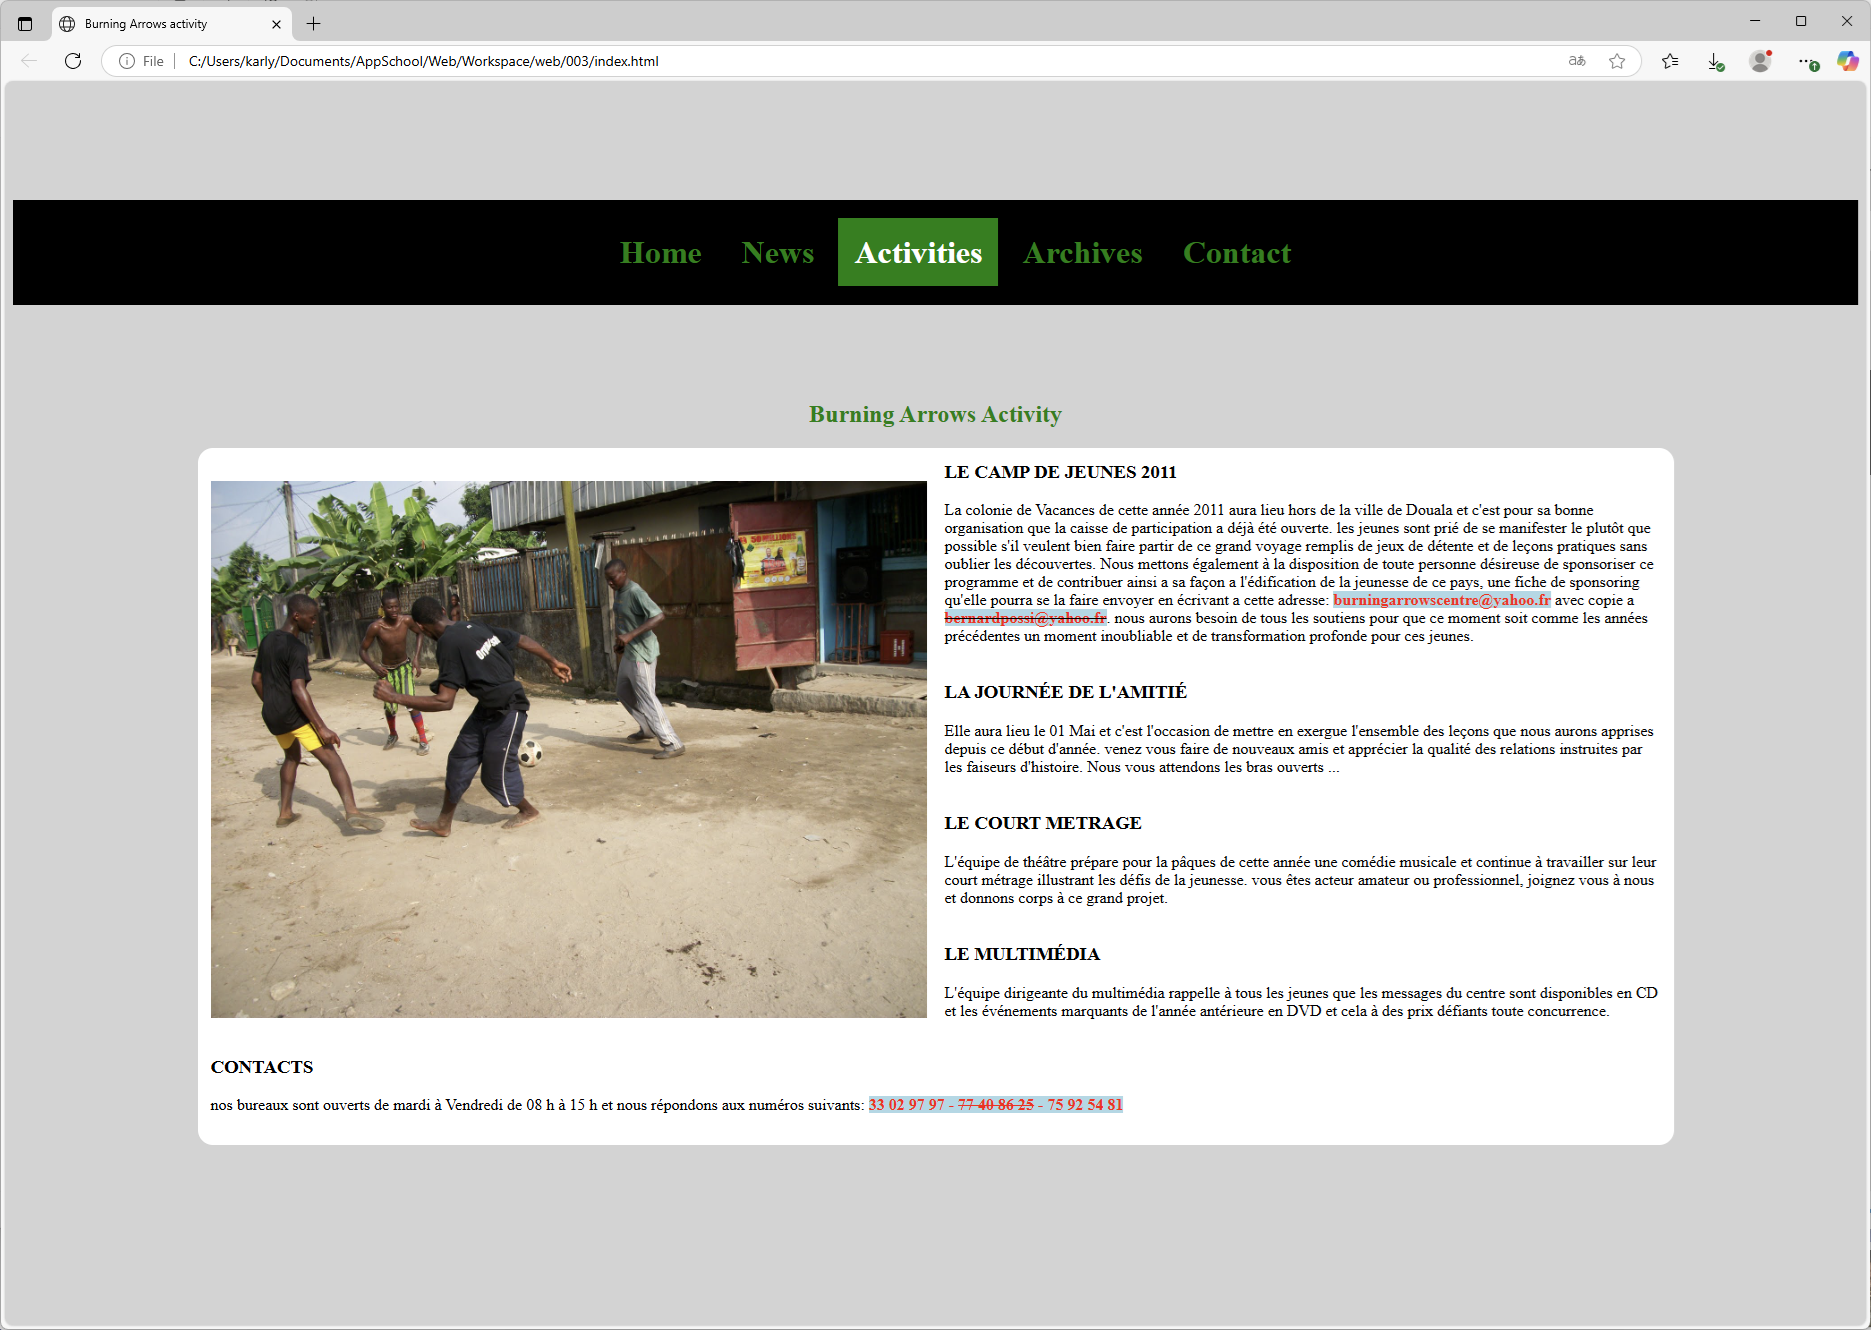 Burning Arrows activity
File
C:/Users/karly/Documents/AppSchool/Web/Workspace/web/003/index.html
Home News Activities Archives Contact
Burning Arrows Activity
LE CAMP DE JEUNES 2011
La colonie de Vacances de cette année 2011 aura lieu hors de la ville de Douala et c'est pour sa bonne
organisation que la caisse de participation a déjà été ouverte. les jeunes sont prié de se manifester le plutôt que
possible s'il veulent bien faire partir de ce grand voyage remplis de jeux de détente et de leçons pratiques sans
oublier les découvertes. Nous mettons également à la disposition de toute personne désireuse de sponsoriser ce
programme et de contribuer ainsi a sa façon a l'édification de la jeunesse de ce pays, une fiche de sponsoring
qu'elle pourra se la faire envoyer en écrivant a cette adresse: burningarrowscentre@yahoo.fr avec copie a
bernardpossi@yahoo.fr. nous aurons besoin de tous les soutiens pour que ce moment soit comme les années
précédentes un moment inoubliable et de transformation profonde pour ces jeunes.
LA JOURNÉE DE L'AMITIÉ
Elle aura lieu le 01 Mai et c'est l'occasion de mettre en exergue l'ensemble des leçons que nous aurons apprises
depuis ce début d'année. venez vous faire de nouveaux amis et apprécier la qualité des relations instruites par
les faiseurs d'histoire. Nous vous attendons les bras ouverts ...
LE COURT METRAGE
L'équipe de théâtre prépare pour la pâques de cette année une comédie musicale et continue à travailler sur leur
court métrage illustrant les défis de la jeunesse. vous êtes acteur amateur ou professionnel, joignez vous à nous
et donnons corps à ce grand projet.
LE MULTIMÉDIA
L'équipe dirigeante du multimédia rappelle à tous les jeunes que les messages du centre sont disponibles en CD
et les événements marquants de l'année antérieure en DVD et cela à des prix défiants toute concurrence.
CONTACTS
nos bureaux sont ouverts de mardi à Vendredi de 08 h à 15 h et nous répondons aux numéros suivants: 33 02 97 97 - 77 40 86 25 - 75 92 54 81